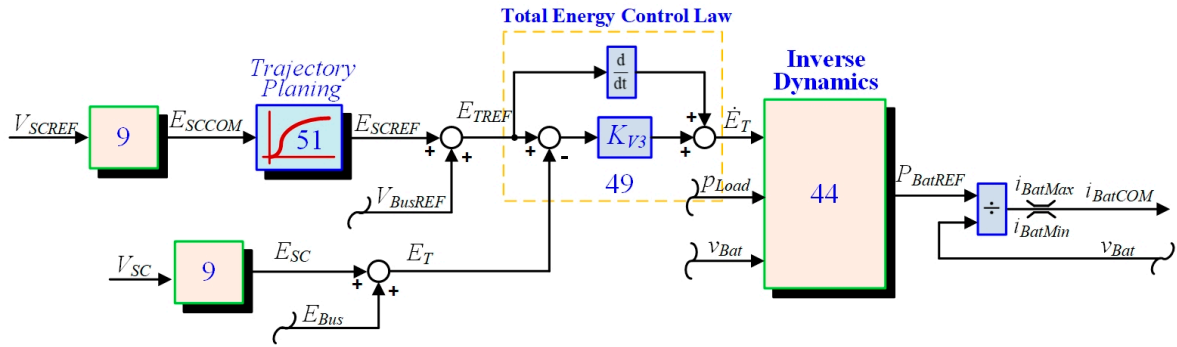 Total Energy Control Law
d
dt
Inverse
Dynamics
Trajectory
Planing
V_SCREF
9
E_SCCOM
51
E_SCREF
+
+
E_TREF
+
-
K_V3
+
+
Ė_T
49
V_BusREF
p_Load
44
P_BatREF
÷
i_BatMax
i_BatCOM
i_BatMin
v_Bat
v_Bat
V_SC
9
E_SC
+
+
E_T
E_Bus